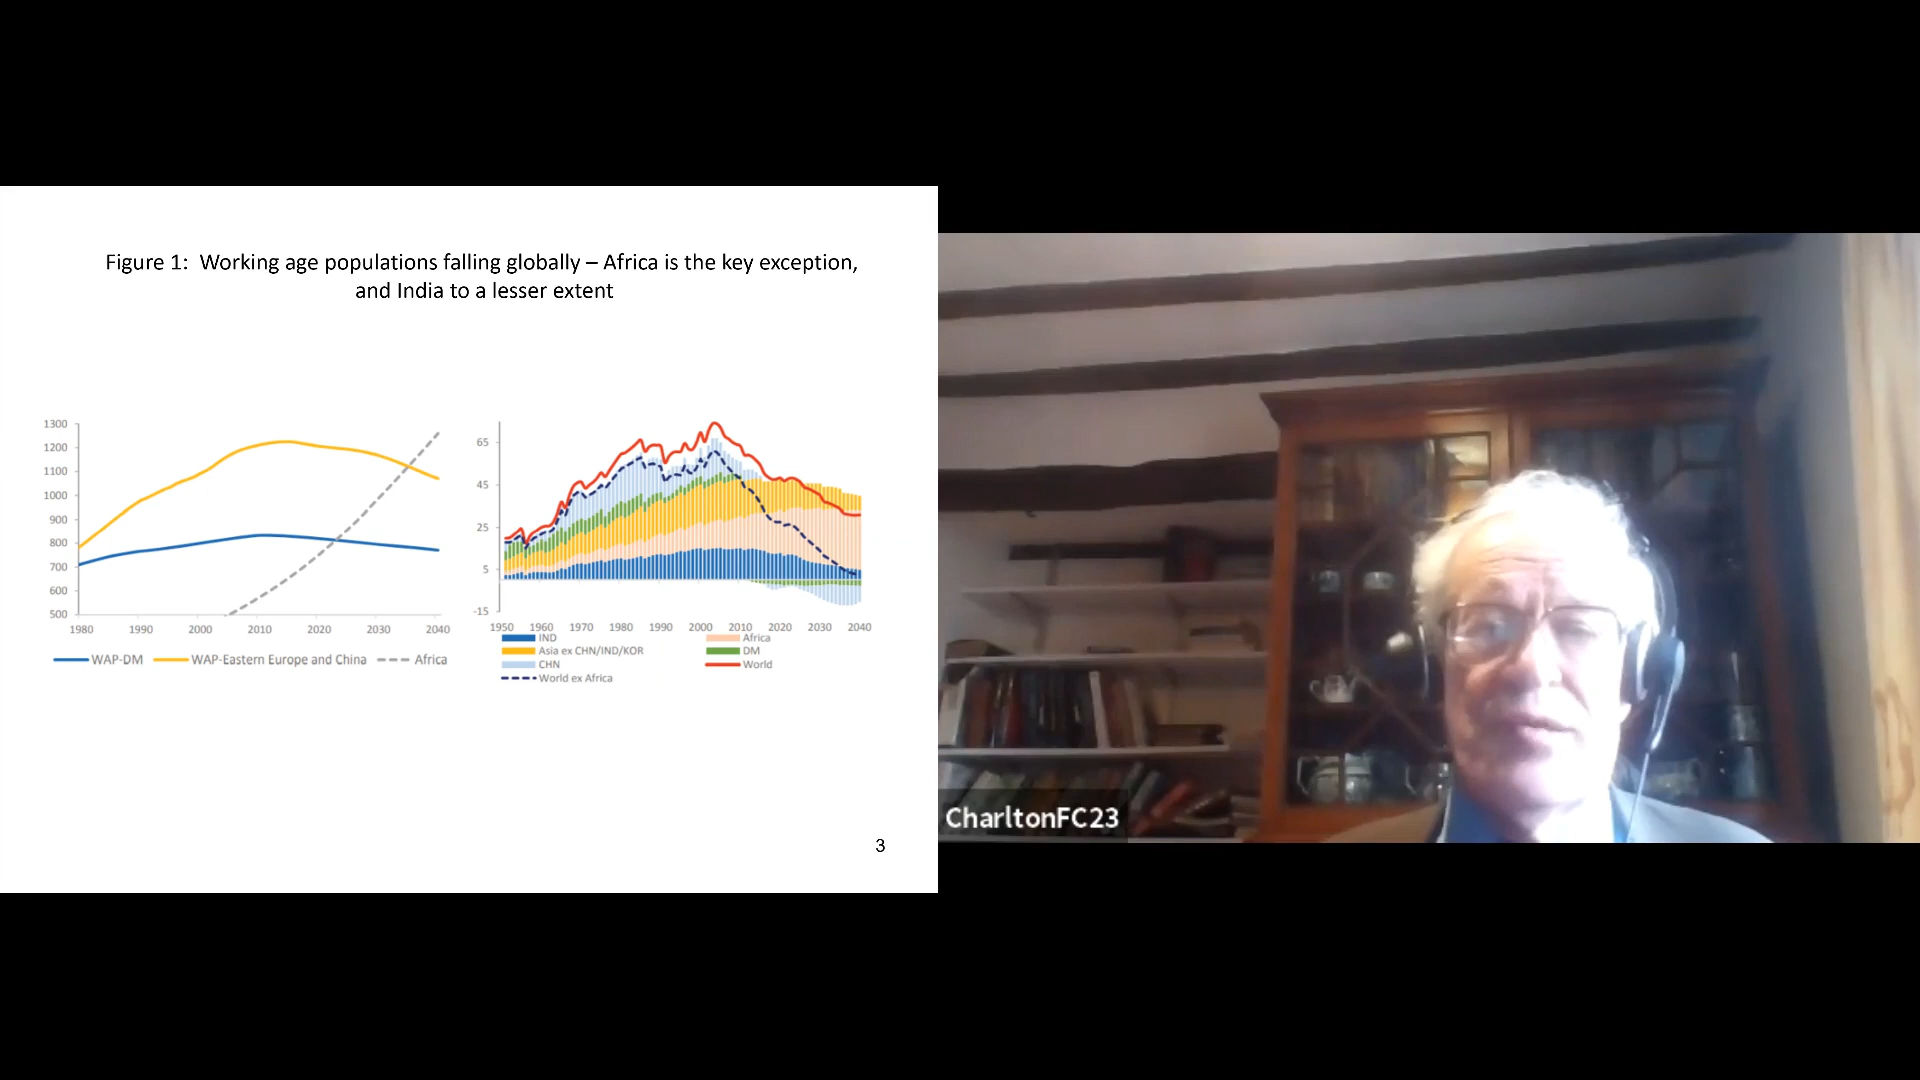 Figure 1:  Working age populations falling globally – Africa is the key exception,
and India to a lesser extent
1300
1200
1100
1000
900
800
700
600
500
1980 1990 2000 2010 2020 2030 2040
WAP-DM WAP-Eastern Europe and China Africa
65
45
25
5
-15
1950 1960 1970 1980 1990 2000 2010 2020 2030 2040
IND Africa
Asia ex CHN/IND/KOR DM
CHN World
World ex Africa
3
CharltonFC23